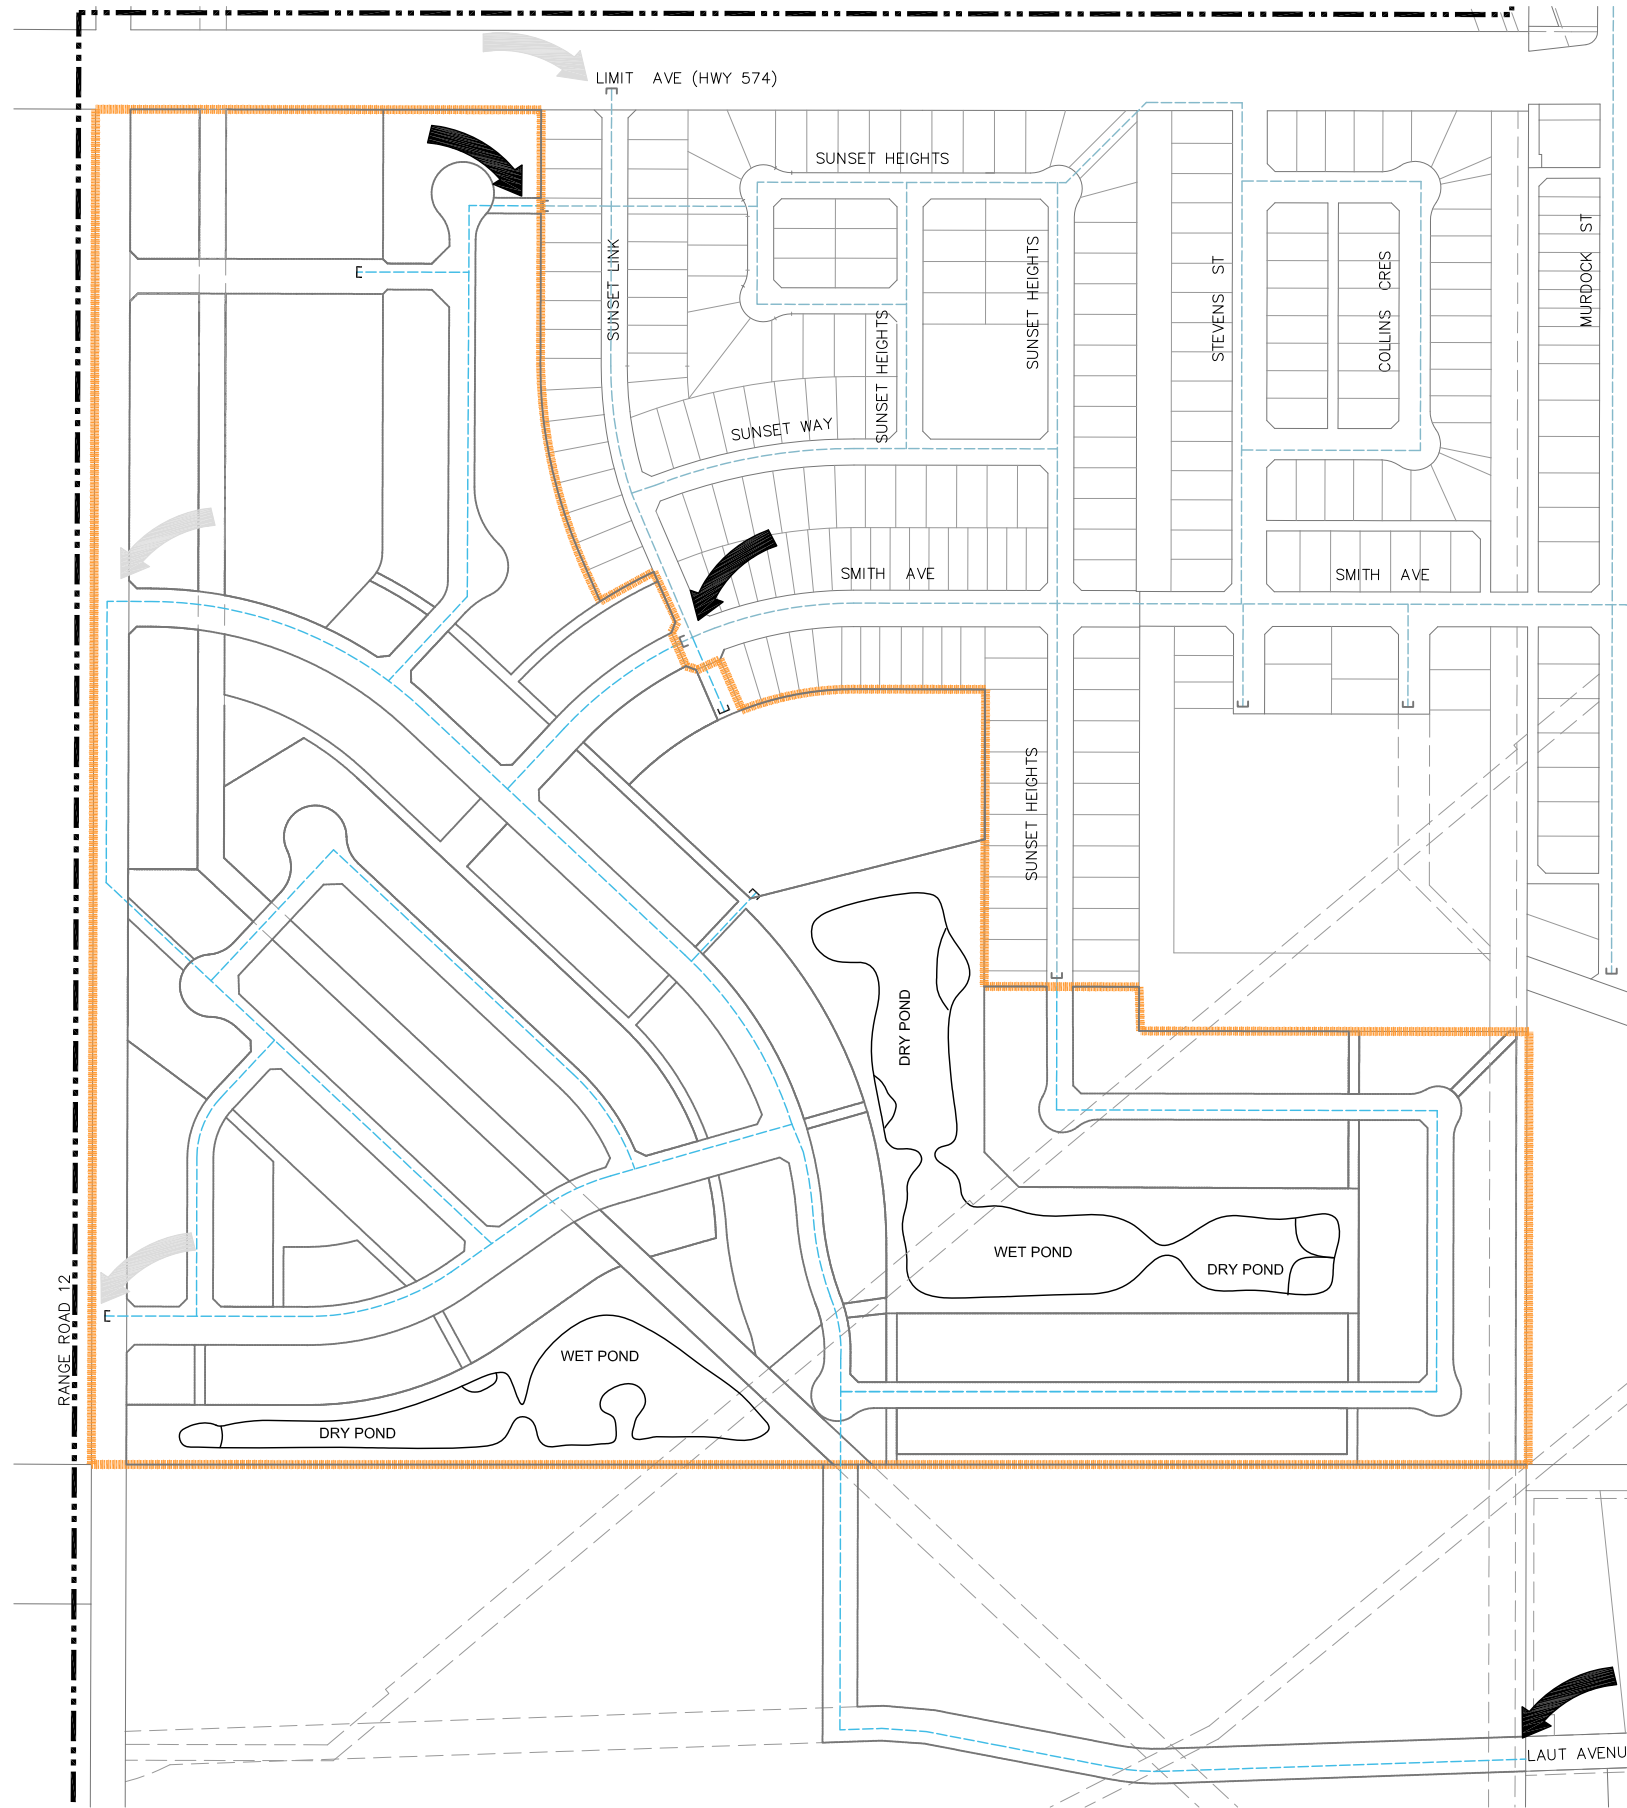 LIMIT AVE (HWY 574)
SUNSET HEIGHTS
SUNSET LINK
SUNSET HEIGHTS
STEVENS ST
COLLINS CRES
MURDOCK ST
SUNSET HEIGHTS
SUNSET WAY
SMITH AVE
SMITH AVE
SUNSET HEIGHTS
DRY POND
WET POND
DRY POND
RANGE ROAD 12
WET POND
DRY POND
LAUT AVENU